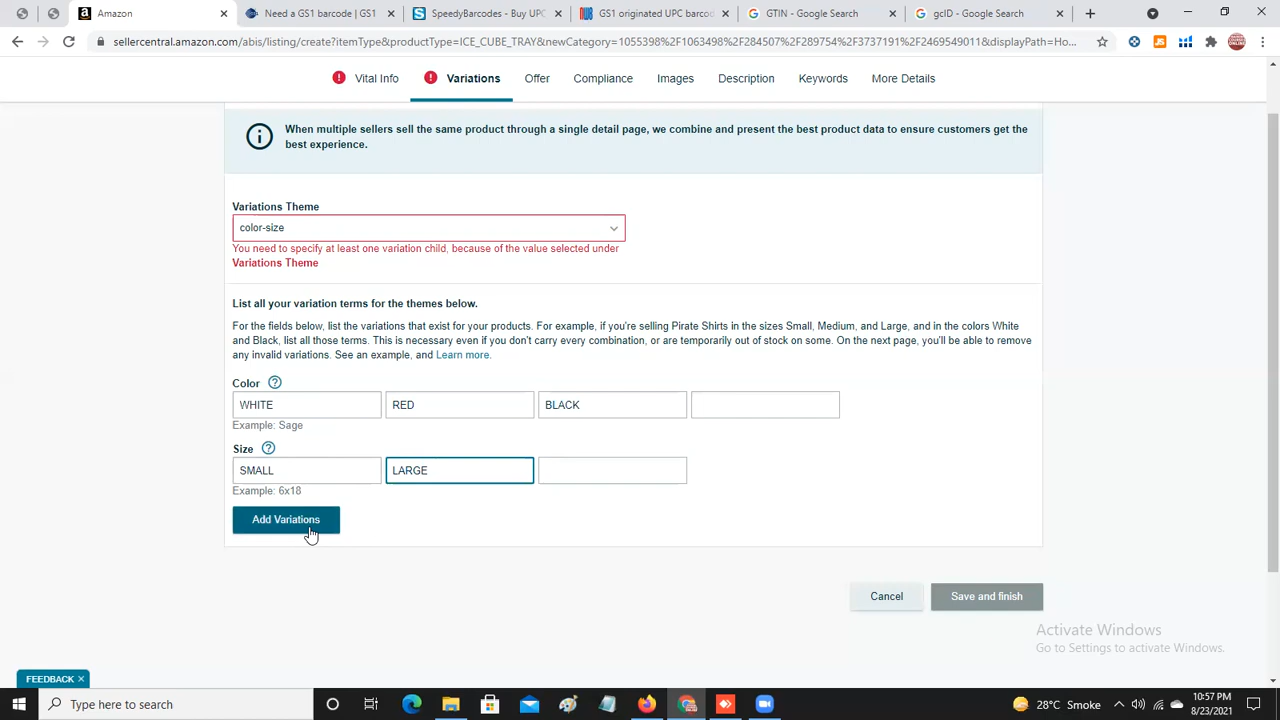 Amazon
Need a GS1 barcode | GS1
SpeedyBarcodes - Buy UPC
GS1 originated UPC barcod
GTIN - Google Search
gcID - Google Search
sellercentral.amazon.com/abis/listing/create?itemType&productType=ICE_CUBE_TRAY&newCategory=1055398%2F1063498%2F284507%2F289754%2F3737191%2F2469549011&displayPath=Ho...
Vital Info
Variations
Offer
Compliance
Images
Description
Keywords
More Details
When multiple sellers sell the same product through a single detail page, we combine and present the best product data to ensure customers get the
best experience.
Variations Theme
color-size
You need to specify at least one variation child, because of the value selected under
Variations Theme
List all your variation terms for the themes below.
For the fields below, list the variations that exist for your products. For example, if you're selling Pirate Shirts in the sizes Small, Medium, and Large, and in the colors White
and Black, list all those terms. This is necessary even if you don't carry every combination, or are temporarily out of stock on some. On the next page, you'll be able to remove
any invalid variations. See an example, and Learn more.
Color
WHITE
RED
BLACK
Example: Sage
Size
SMALL
LARGE
Example: 6x18
Add Variations
Cancel
Save and finish
Activate Windows
Go to Settings to activate Windows.
FEEDBACK
Type here to search
28°C Smoke
10:57 PM
8/23/2021